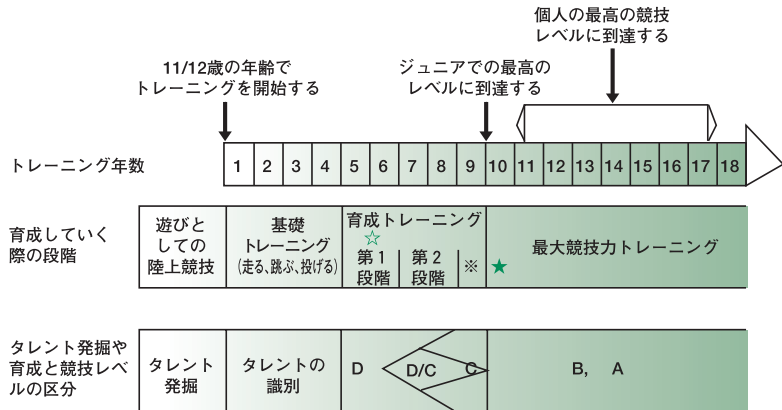 個人の最高の競技
レベルに到達する
11/12歳の年齢で
トレーニングを開始する
ジュニアでの最高の
レベルに到達する
トレーニング年数
1 2 3 4 5 6 7 8 9 10 11 12 13 14 15 16 17 18
育成していく
際の段階
遊びと
しての
陸上競技
基礎
トレーニング
(走る、跳ぶ、投げる)
育成トレーニング
☆
第1
段階
第2
段階
※
★
最大競技力トレーニング
タレント発掘や
育成と競技レベ
ルの区分
タレント
発掘
タレントの
識別
D
D/C
C
B, A